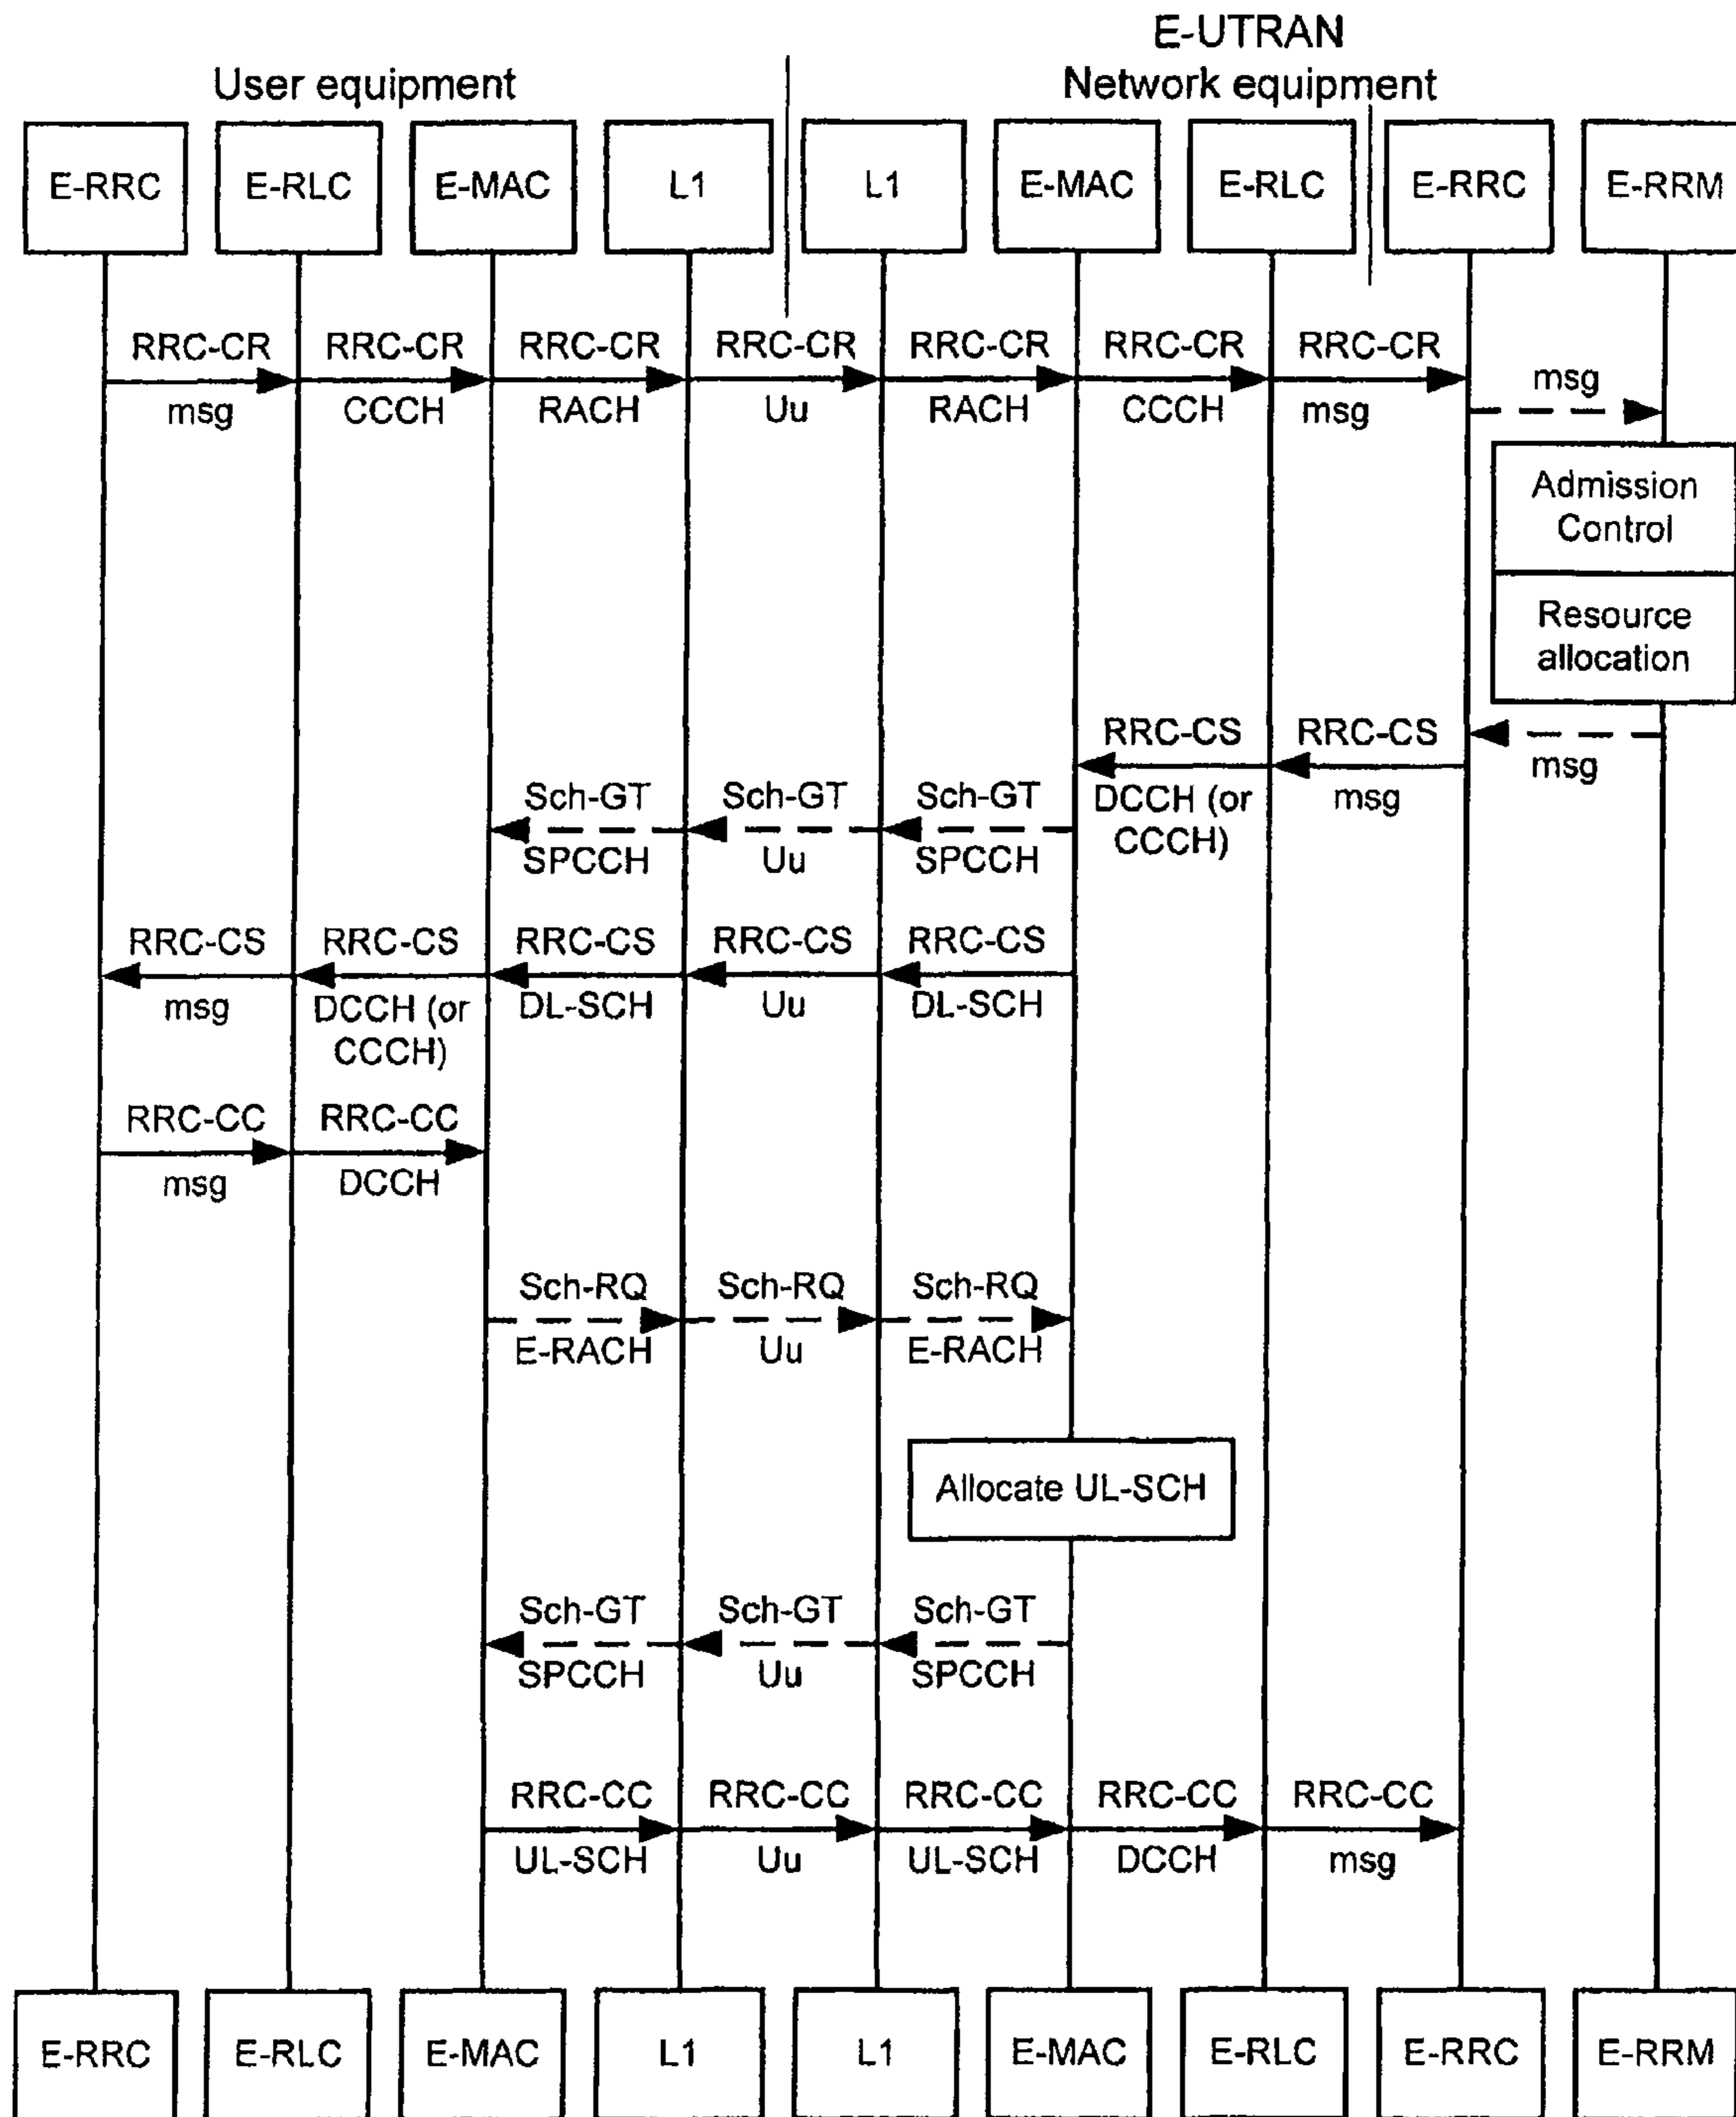 E-UTRAN
User equipment
Network equipment
E-RRC
E-RLC
E-MAC
L1
L1
E-MAC
E-RLC
E-RRC
E-RRM
RRC-CR
RRC-CR
RRC-CR
RRC-CR
RRC-CR
RRC-CR
RRC-CR
msg
msg
CCCH
RACH
Uu
RACH
CCCH
msg
Admission
Control
Resource
allocation
RRC-CS
RRC-CS
msg
DCCH (or
CCCH)
msg
Sch-GT
Sch-GT
Sch-GT
SPCCH
Uu
SPCCH
RRC-CS
RRC-CS
RRC-CS
RRC-CS
RRC-CS
msg
DCCH (or
CCCH)
DL-SCH
Uu
DL-SCH
RRC-CC
RRC-CC
msg
DCCH
Sch-RQ
Sch-RQ
Sch-RQ
E-RACH
Uu
E-RACH
Allocate UL-SCH
Sch-GT
Sch-GT
Sch-GT
SPCCH
Uu
SPCCH
RRC-CC
RRC-CC
RRC-CC
RRC-CC
RRC-CC
UL-SCH
Uu
UL-SCH
DCCH
msg
E-RRC
E-RLC
E-MAC
L1
L1
E-MAC
E-RLC
E-RRC
E-RRM